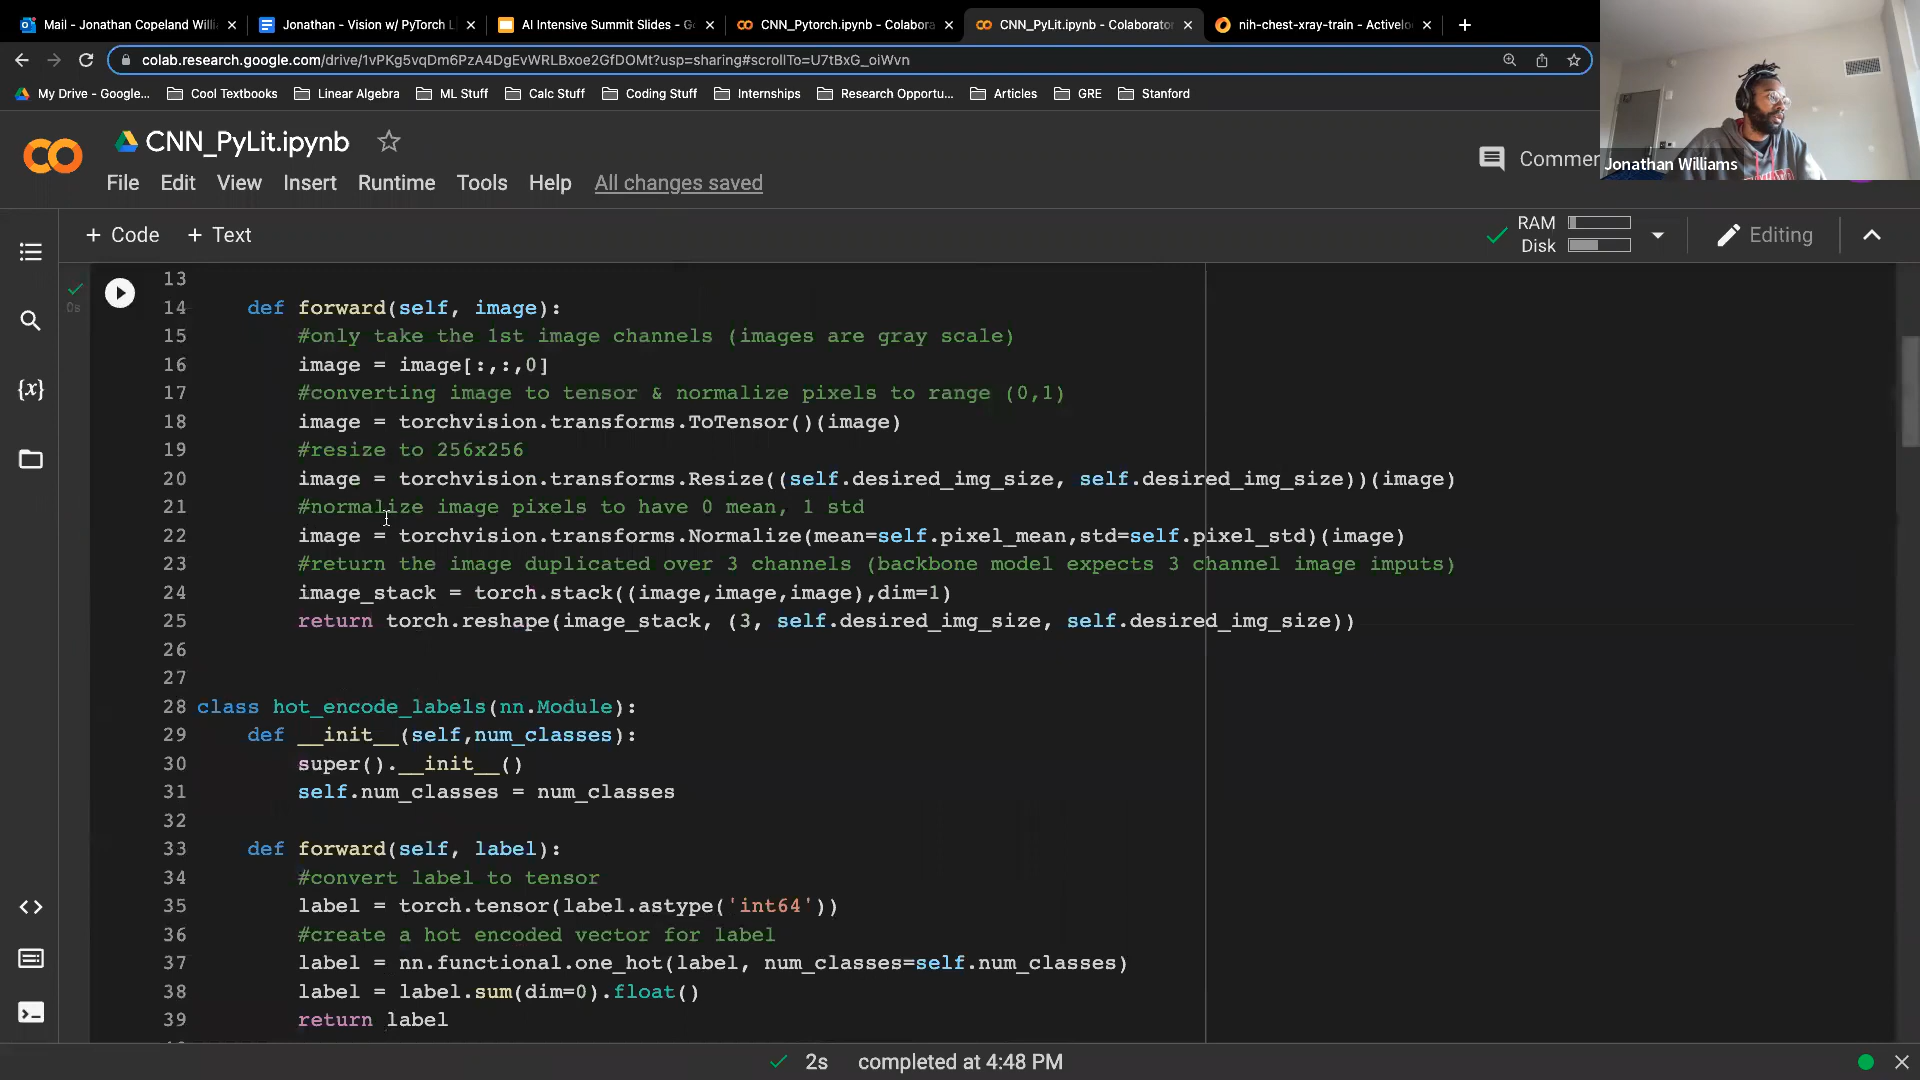 Mail - Jonathan Copeland Willi
Jonathan - Vision w/ PyTorch L
AI Intensive Summit Slides - Go
CNN_Pytorch.ipynb - Colabora
CNN_PyLit.ipynb - Colaborator
nih-chest-xray-train - Activelo
colab.research.google.com/drive/1vPKg5vqDm6PzA4DgEvWRLBxoe2GfDOMt?usp=sharing#scrollTo=U7tBxG_oiWvn
My Drive - Google... Cool Textbooks Linear Algebra ML Stuff Calc Stuff Coding Stuff Internships Research Opportu... Articles GRE Stanford
CNN_PyLit.ipynb
Commen
Jonathan Williams
File Edit View Insert Runtime Tools Help All changes saved
+ Code + Text
RAM
Disk
Editing
0s
13
14 def forward(self, image):
15 #only take the 1st image channels (images are gray scale)
16 image = image[:,:,0]
17 #converting image to tensor & normalize pixels to range (0,1)
18 image = torchvision.transforms.ToTensor()(image)
19 #resize to 256x256
20 image = torchvision.transforms.Resize((self.desired_img_size, self.desired_img_size))(image)
21 #normalize image pixels to have 0 mean, 1 std
22 image = torchvision.transforms.Normalize(mean=self.pixel_mean,std=self.pixel_std)(image)
23 #return the image duplicated over 3 channels (backbone model expects 3 channel image imputs)
24 image_stack = torch.stack((image,image,image),dim=1)
25 return torch.reshape(image_stack, (3, self.desired_img_size, self.desired_img_size))
26
27
28 class hot_encode_labels(nn.Module):
29 def __init__(self,num_classes):
30 super().__init__()
31 self.num_classes = num_classes
32
33 def forward(self, label):
34 #convert label to tensor
35 label = torch.tensor(label.astype('int64'))
36 #create a hot encoded vector for label
37 label = nn.functional.one_hot(label, num_classes=self.num_classes)
38 label = label.sum(dim=0).float()
39 return label
2s completed at 4:48 PM